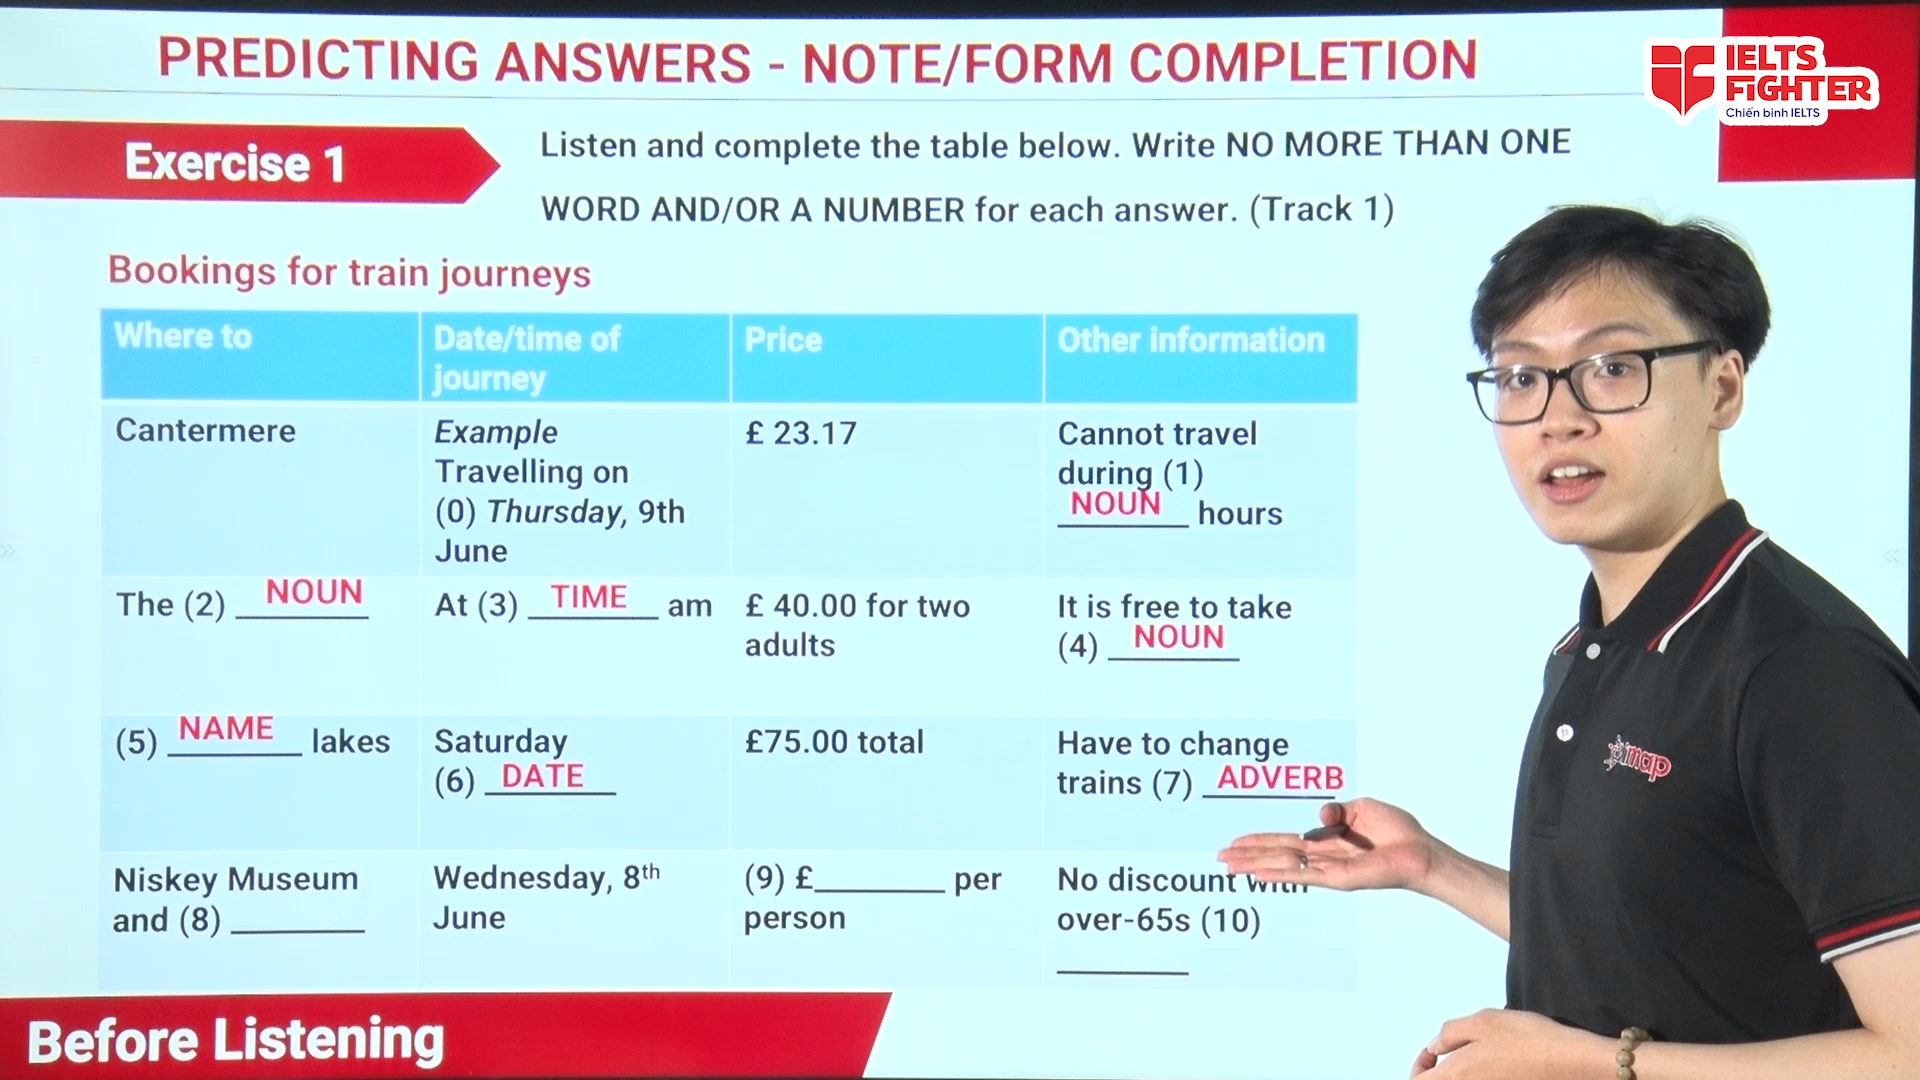 PREDICTING ANSWERS - NOTE/FORM COMPLETION
IELTS
FiGHTER
Chiến binh IELTS
Exercise 1
Listen and complete the table below. Write NO MORE THAN ONE
WORD AND/OR A NUMBER for each answer. (Track 1)
Bookings for train journeys
Where to
Date/time of
journey
Price
Other information
Cantermere
Example
Travelling on
(0) Thursday, 9th
June
£ 23.17
Cannot travel
during (1)
NOUN hours
The (2) NOUN
At (3) TIME am
£ 40.00 for two
adults
It is free to take
(4) NOUN
(5) NAME lakes
Saturday
(6) DATE
£75.00 total
Have to change
trains (7) ADVERB
Niskey Museum
and (8)
Wednesday, 8th
June
(9) £ per
person
No discount with
over-65s (10)
imap
Before Listening